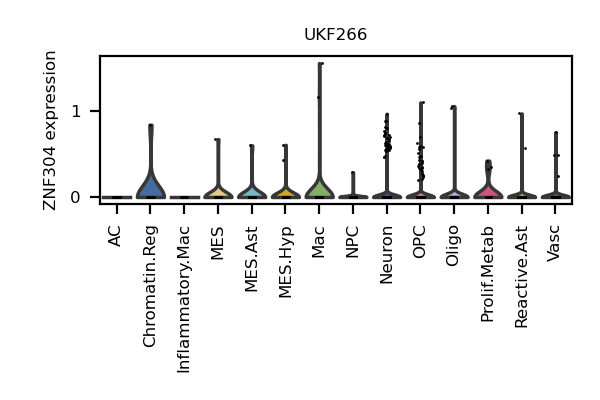 UKF266
ZNF304 expression
1
0
AC
Chromatin.Reg
Inflammatory.Mac
MES
MES.Ast
MES.Hyp
Mac
NPC
Neuron
OPC
Oligo
Prolif.Metab
Reactive.Ast
Vasc